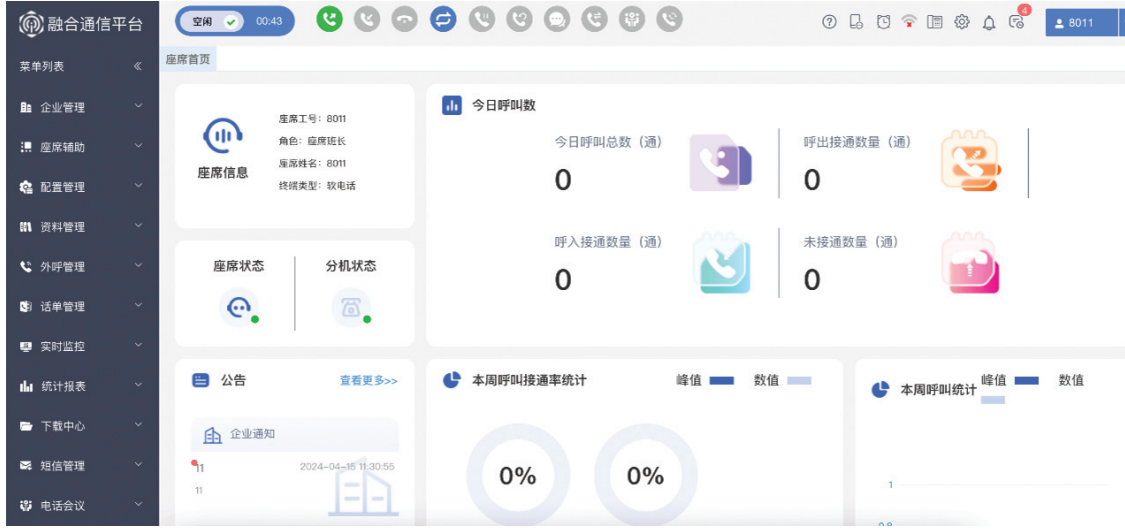 融合通信平台
空闲 00:43
4
8011
菜单列表
座席首页
企业管理
座席辅助
配置管理
资料管理
外呼管理
话单管理
实时监控
统计报表
下载中心
短信管理
电话会议
座席信息
座席工号：8011
角色：座席班长
座席姓名：8011
终端类型：软电话
今日呼叫数
今日呼叫总数（通）
0
呼出接通数量（通）
0
呼入接通数量（通）
0
未接通数量（通）
0
座席状态
分机状态
公告
查看更多>>
企业通知
11
2024-04-15 11:30:56
11
本周呼叫接通率统计
峰值
数值
0%
0%
本周呼叫统计
峰值
数值
1
0.8